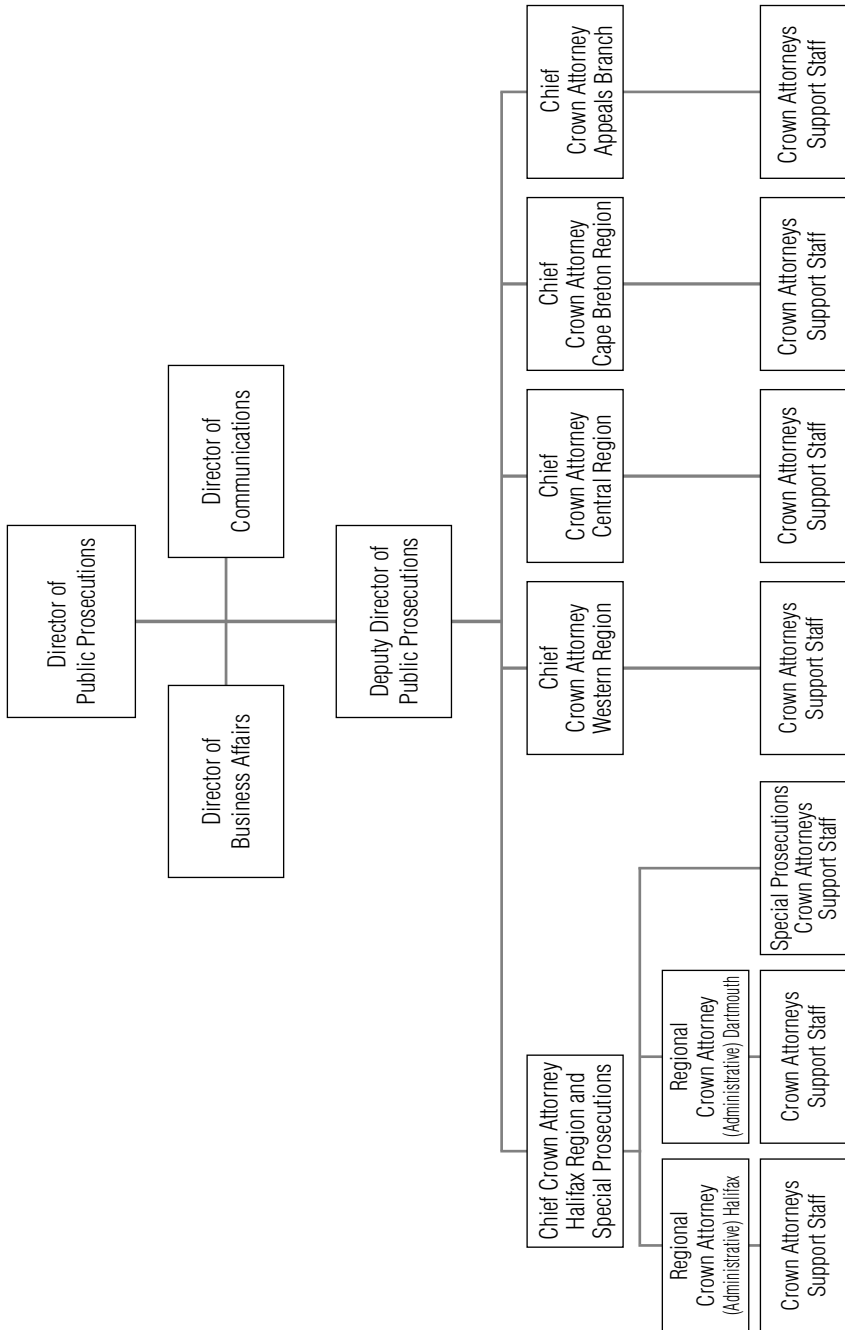 Director of
Public Prosecutions
Director of
Business Affairs
Director of
Communications
Deputy Director of
Public Prosecutions
Chief Crown Attorney
Halifax Region and
Special Prosecutions
Chief
Crown Attorney
Western Region
Chief
Crown Attorney
Central Region
Chief
Crown Attorney
Cape Breton Region
Chief
Crown Attorney
Appeals Branch
Regional
Crown Attorney
(Administrative) Halifax
Regional
Crown Attorney
(Administrative) Dartmouth
Crown Attorneys
Support Staff
Crown Attorneys
Support Staff
Special Prosecutions
Crown Attorneys
Support Staff
Crown Attorneys
Support Staff
Crown Attorneys
Support Staff
Crown Attorneys
Support Staff
Crown Attorneys
Support Staff